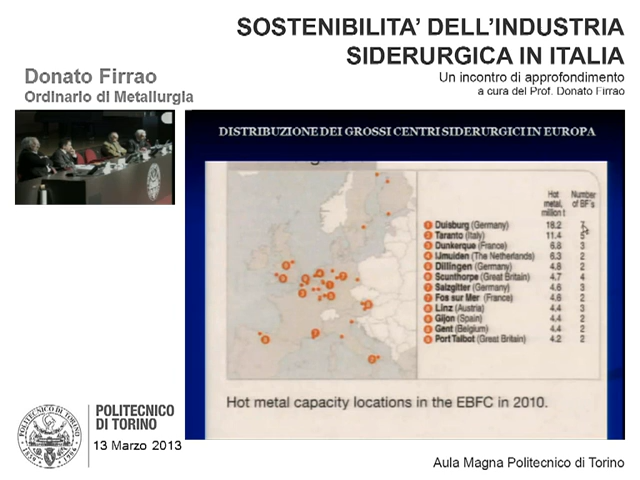 SOSTENIBILITA' DELL'INDUSTRIA
SIDERURGICA IN ITALIA
Un incontro di approfondimento
a cura del Prof. Donato Firrao
Donato Firrao
Ordinario di Metallurgia
DISTRIBUZIONE DEI GROSSI CENTRI SIDERURGICI IN EUROPA
Hot Number
metal, of BF's
million t
Duisburg (Germany) 18.2 7
Taranto (Italy) 11.4 5
Dunkerque (France) 6.8 3
IJmuiden (The Netherlands) 6.3 2
Dillingen (Germany) 4.8 2
Scunthorpe (Great Britain) 4.7 4
Salzgitter (Germany) 4.6 3
Fos sur Mer (France) 4.6 2
Linz (Austria) 4.4 3
Gijon (Spain) 4.4 2
Gent (Belgium) 4.4 2
Port Talbot (Great Britain) 4.2 2
Hot metal capacity locations in the EBFC in 2010.
POLITECNICO
DI TORINO
13 Marzo 2013
POLITECNICO DI TORINO
Aula Magna Politecnico di Torino